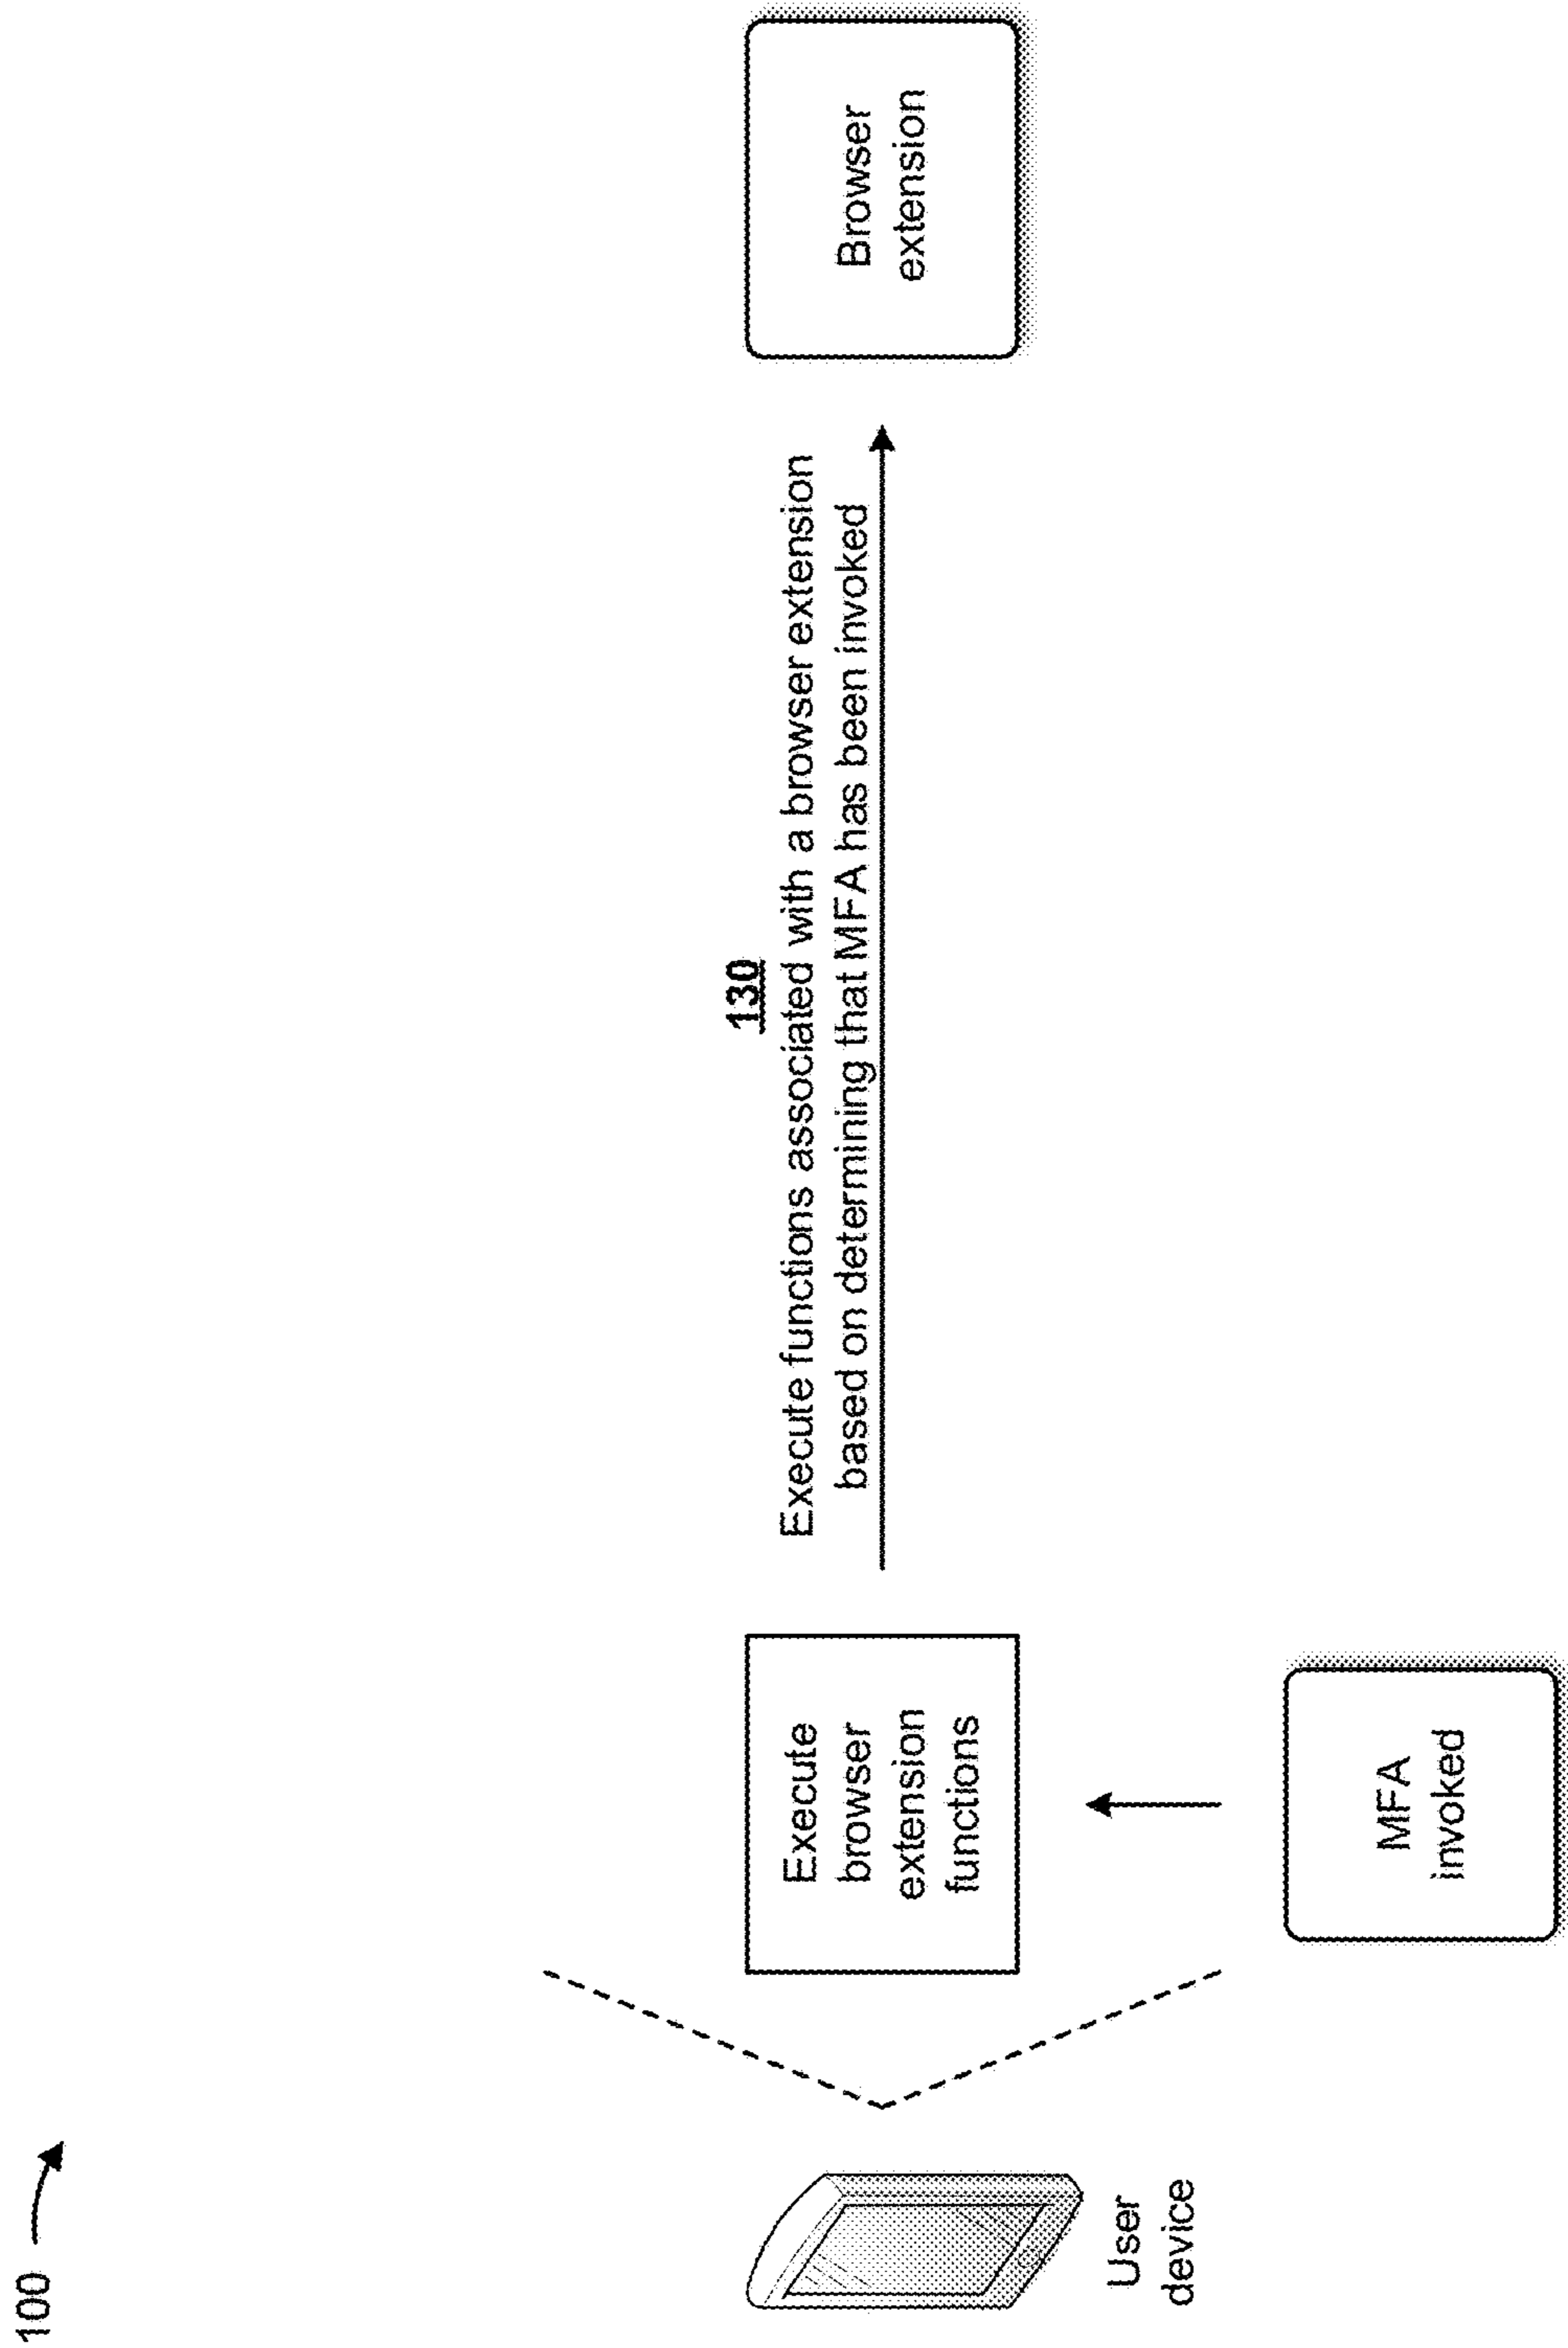 100
130
Execute functions associated with a browser extension
based on determining that MFA has been invoked
Execute
browser
extension
functions
Browser
extension
User
device
MFA
invoked